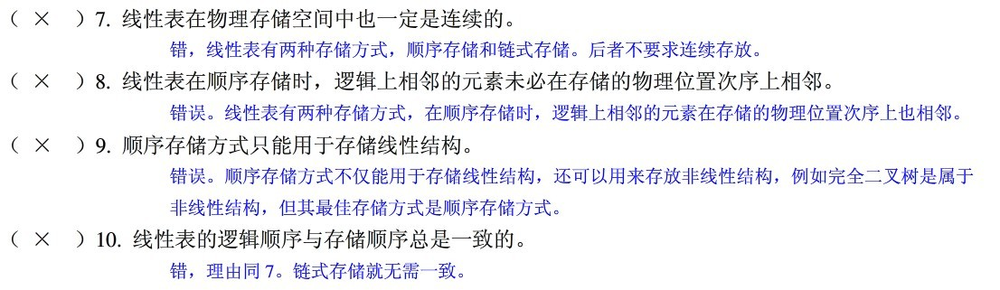 （ × ）7. 线性表在物理存储空间中也一定是连续的。
错，线性表有两种存储方式，顺序存储和链式存储。后者不要求连续存放。
（ × ）8. 线性表在顺序存储时，逻辑上相邻的元素未必在存储的物理位置次序上相邻。
错误。线性表有两种存储方式，在顺序存储时，逻辑上相邻的元素在存储的物理位置次序上也相邻。
（ × ）9. 顺序存储方式只能用于存储线性结构。
错误。顺序存储方式不仅能用于存储线性结构，还可以用来存放非线性结构，例如完全二叉树是属于
非线性结构，但其最佳存储方式是顺序存储方式。
（ × ）10. 线性表的逻辑顺序与存储顺序总是一致的。
错，理由同 7。链式存储就无需一致。